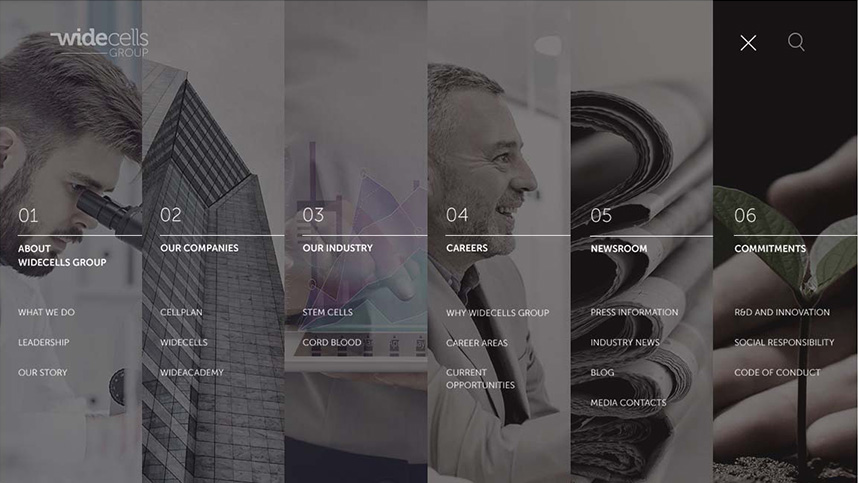 widecells
GROUP
01
ABOUT
WIDECELLS GROUP
WHAT WE DO
LEADERSHIP
OUR STORY
02
OUR COMPANIES
CELLPLAN
WIDECELLS
WIDEACADEMY
03
OUR INDUSTRY
STEM CELLS
CORD BLOOD
04
CAREERS
WHY WIDECELLS GROUP
CAREER AREAS
CURRENT
OPPORTUNITIES
05
NEWSROOM
PRESS INFORMATION
INDUSTRY NEWS
BLOG
MEDIA CONTACTS
06
COMMITMENTS
R&D AND INNOVATION
SOCIAL RESPONSIBILITY
CODE OF CONDUCT